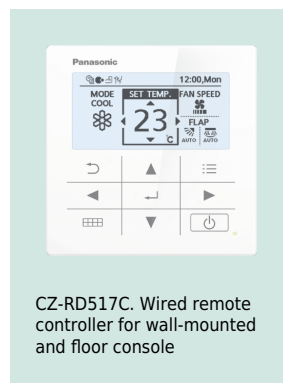 Panasonic
12:00,Mon
MODE
COOL
SET TEMP.
23
°C
FAN SPEED
FLAP
AUTO
AUTO
CZ-RD517C. Wired remote
controller for wall-mounted
and floor console